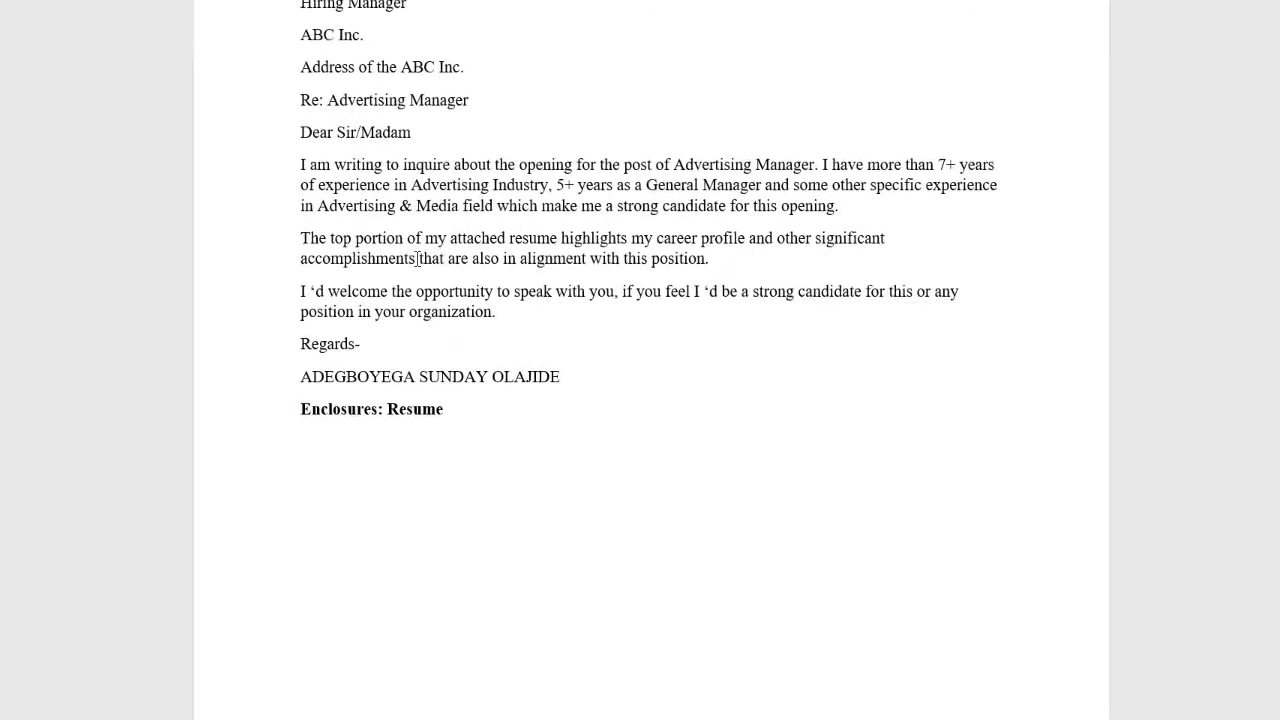 Hiring Manager
ABC Inc.
Address of the ABC Inc.
Re: Advertising Manager
Dear Sir/Madam
I am writing to inquire about the opening for the post of Advertising Manager. I have more than 7+ years
of experience in Advertising Industry, 5+ years as a General Manager and some other specific experience
in Advertising & Media field which make me a strong candidate for this opening.
The top portion of my attached resume highlights my career profile and other significant
accomplishments that are also in alignment with this position.
I ‘d welcome the opportunity to speak with you, if you feel I ‘d be a strong candidate for this or any
position in your organization.
Regards-
ADEGBOYEGA SUNDAY OLAJIDE
Enclosures: Resume